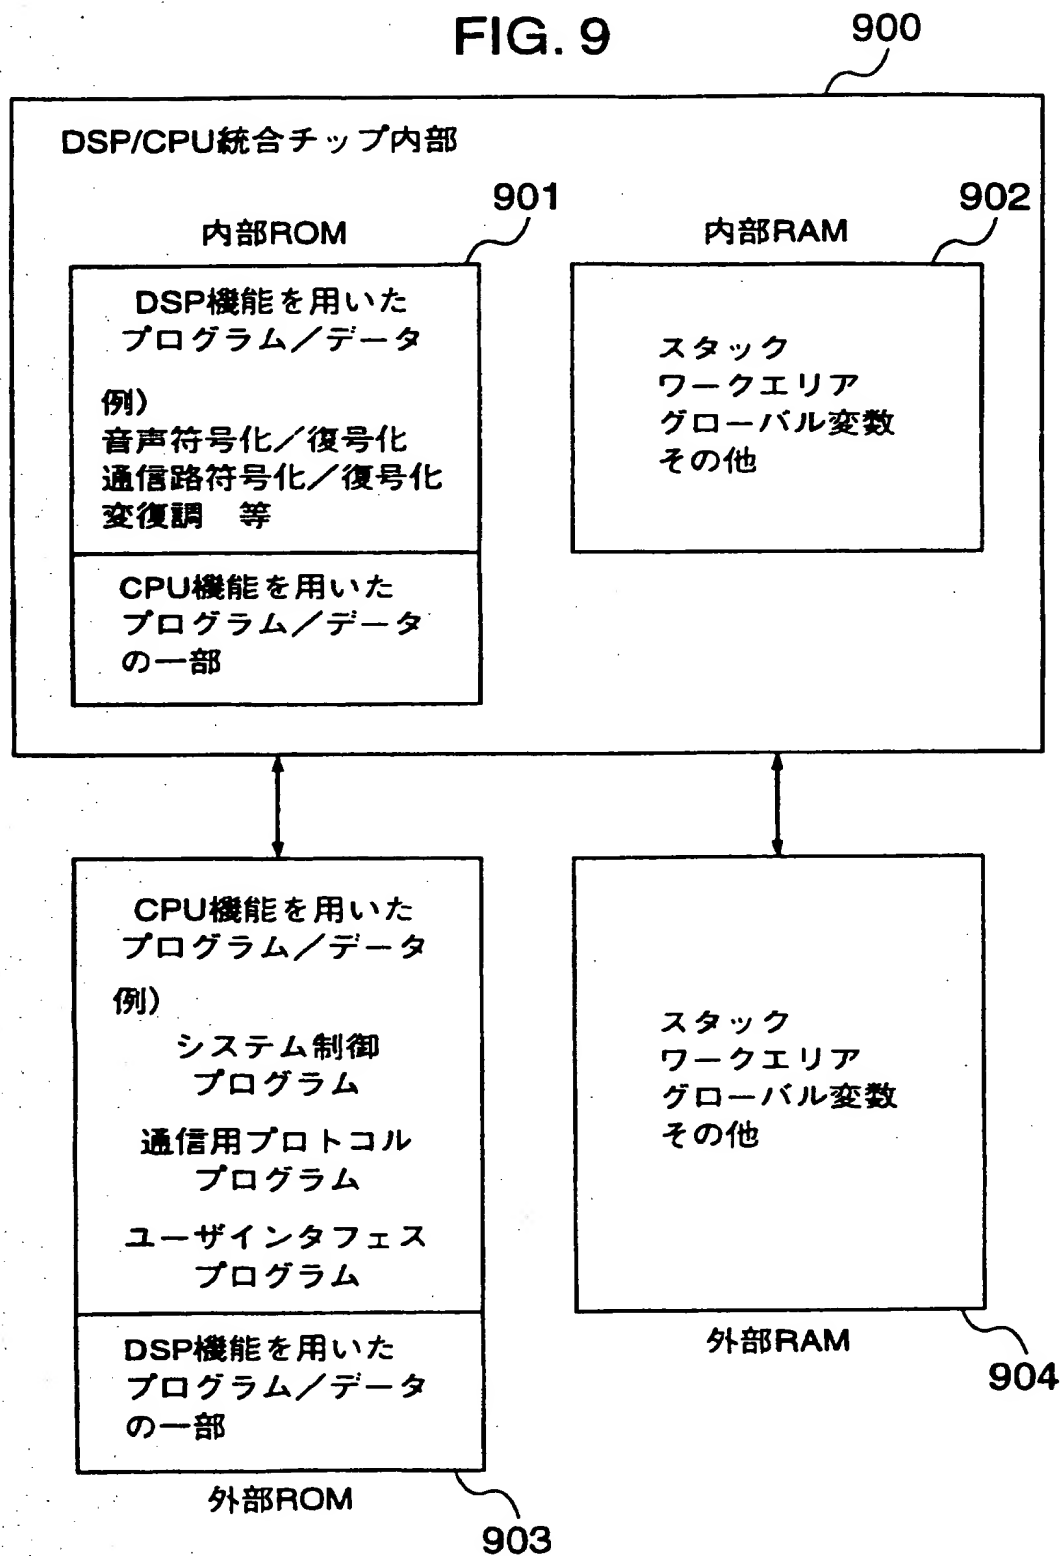 FIG. 9
900
DSP/CPU統合チップ内部
901
内部ROM
DSP機能を用いた
プログラム／データ
例）
音声符号化／復号化
通信路符号化／復号化
変復調　等
CPU機能を用いた
プログラム／データ
の一部
902
内部RAM
スタック
ワークエリア
グローバル変数
その他
CPU機能を用いた
プログラム／データ
例）
システム制御
プログラム
通信用プロトコル
プログラム
ユーザインタフェス
プログラム
DSP機能を用いた
プログラム／データ
の一部
外部ROM
903
スタック
ワークエリア
グローバル変数
その他
外部RAM
904